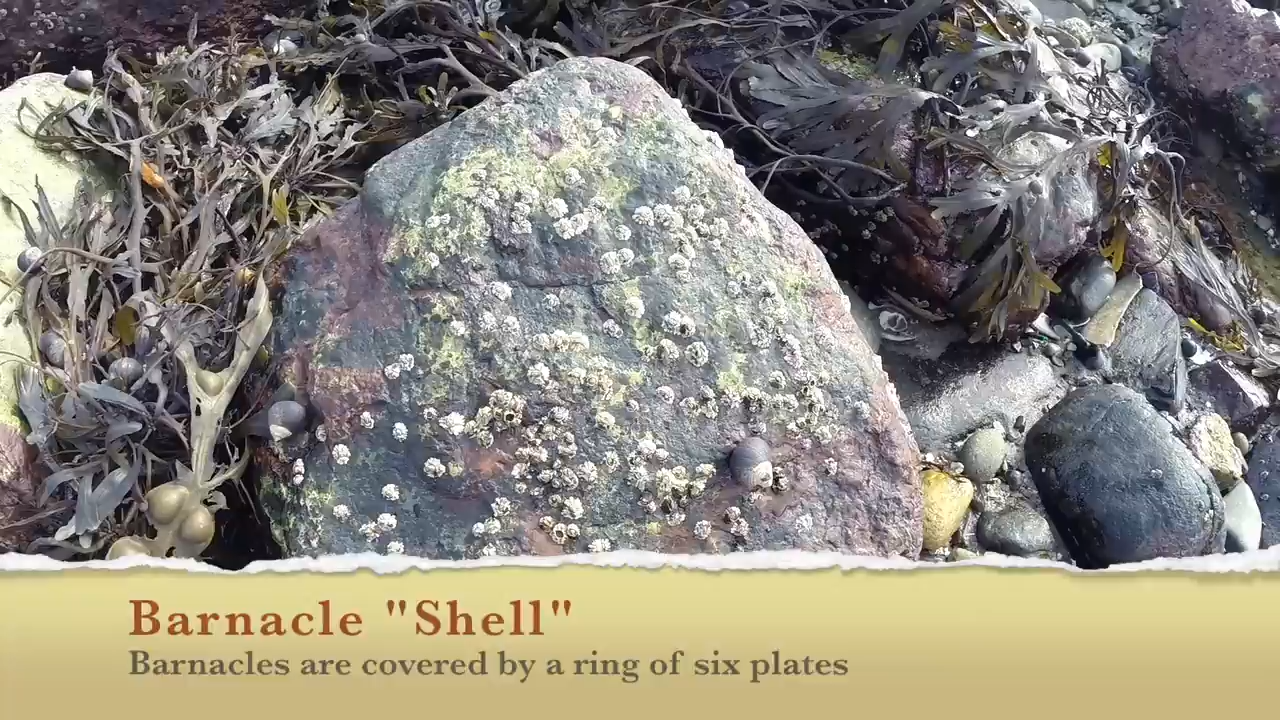 Barnacle "Shell"
Barnacles are covered by a ring of six plates